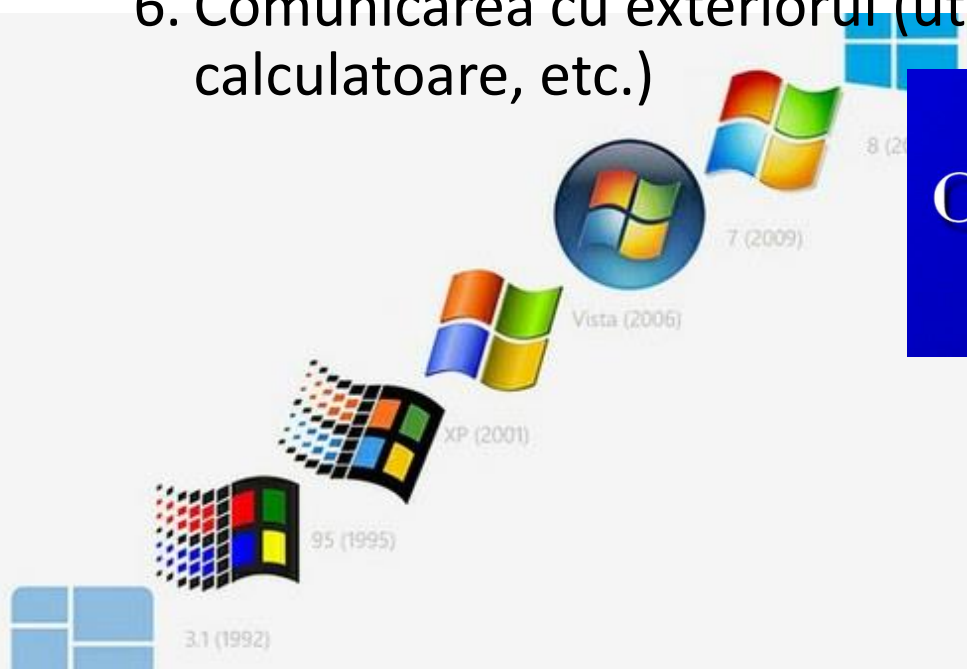 6. Comunicarea cu exteriorul
calculatoare, etc.)
7 (2009)
Vista (2006)
XP (2001)
95 (1995)
3.1 (1992)